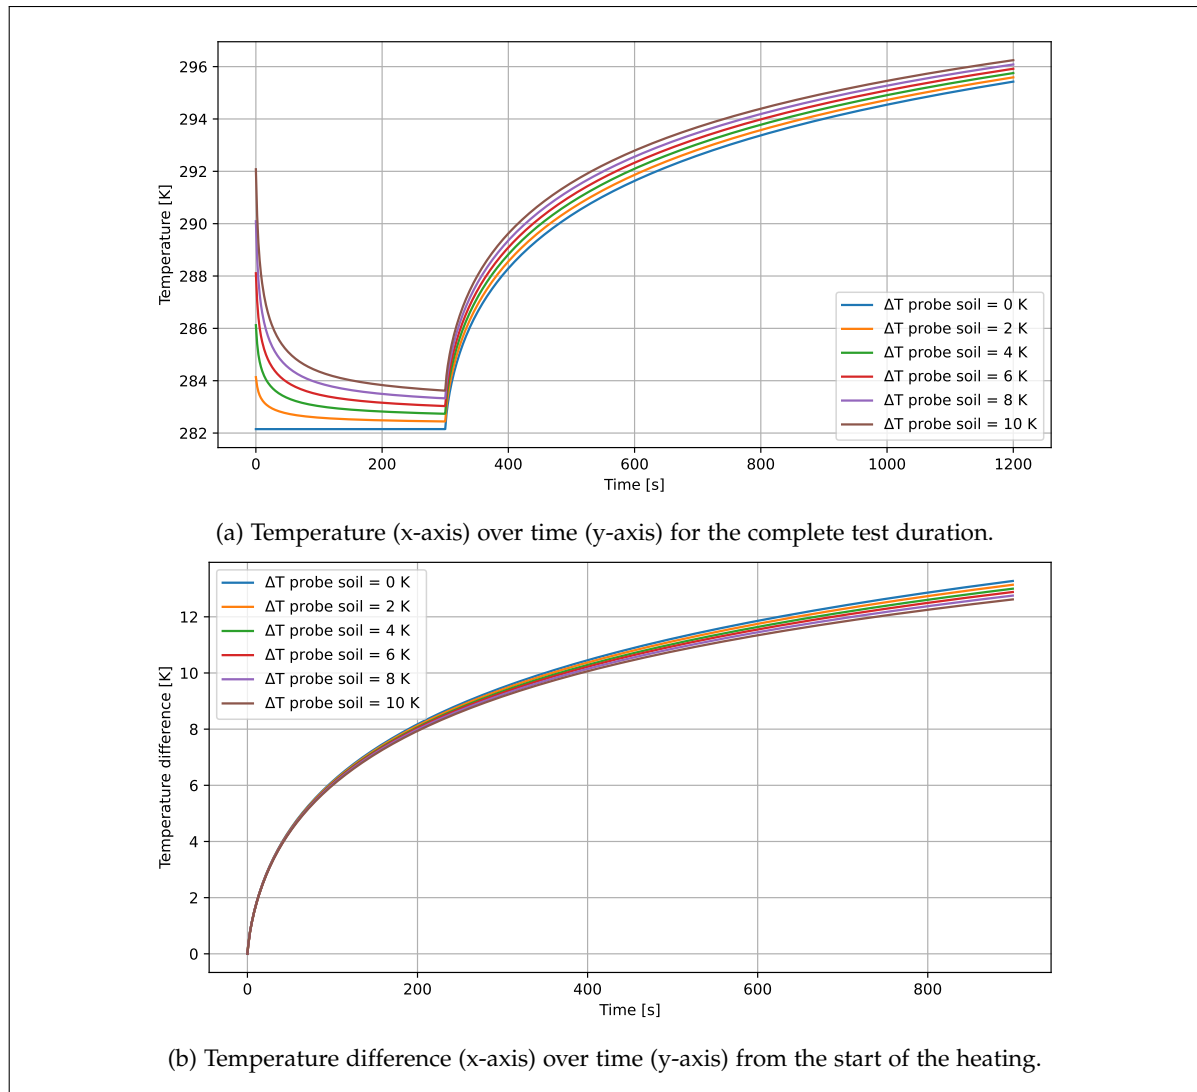 296
294
292
290
288
286
284
282
Temperature [K]
ΔT probe soil = 0 K
ΔT probe soil = 2 K
ΔT probe soil = 4 K
ΔT probe soil = 6 K
ΔT probe soil = 8 K
ΔT probe soil = 10 K
0 200 400 600 800 1000 1200
Time [s]
(a) Temperature (x-axis) over time (y-axis) for the complete test duration.
ΔT probe soil = 0 K
ΔT probe soil = 2 K
ΔT probe soil = 4 K
ΔT probe soil = 6 K
ΔT probe soil = 8 K
ΔT probe soil = 10 K
12
10
8
6
4
2
0
Temperature difference [K]
0 200 400 600 800
Time [s]
(b) Temperature difference (x-axis) over time (y-axis) from the start of the heating.